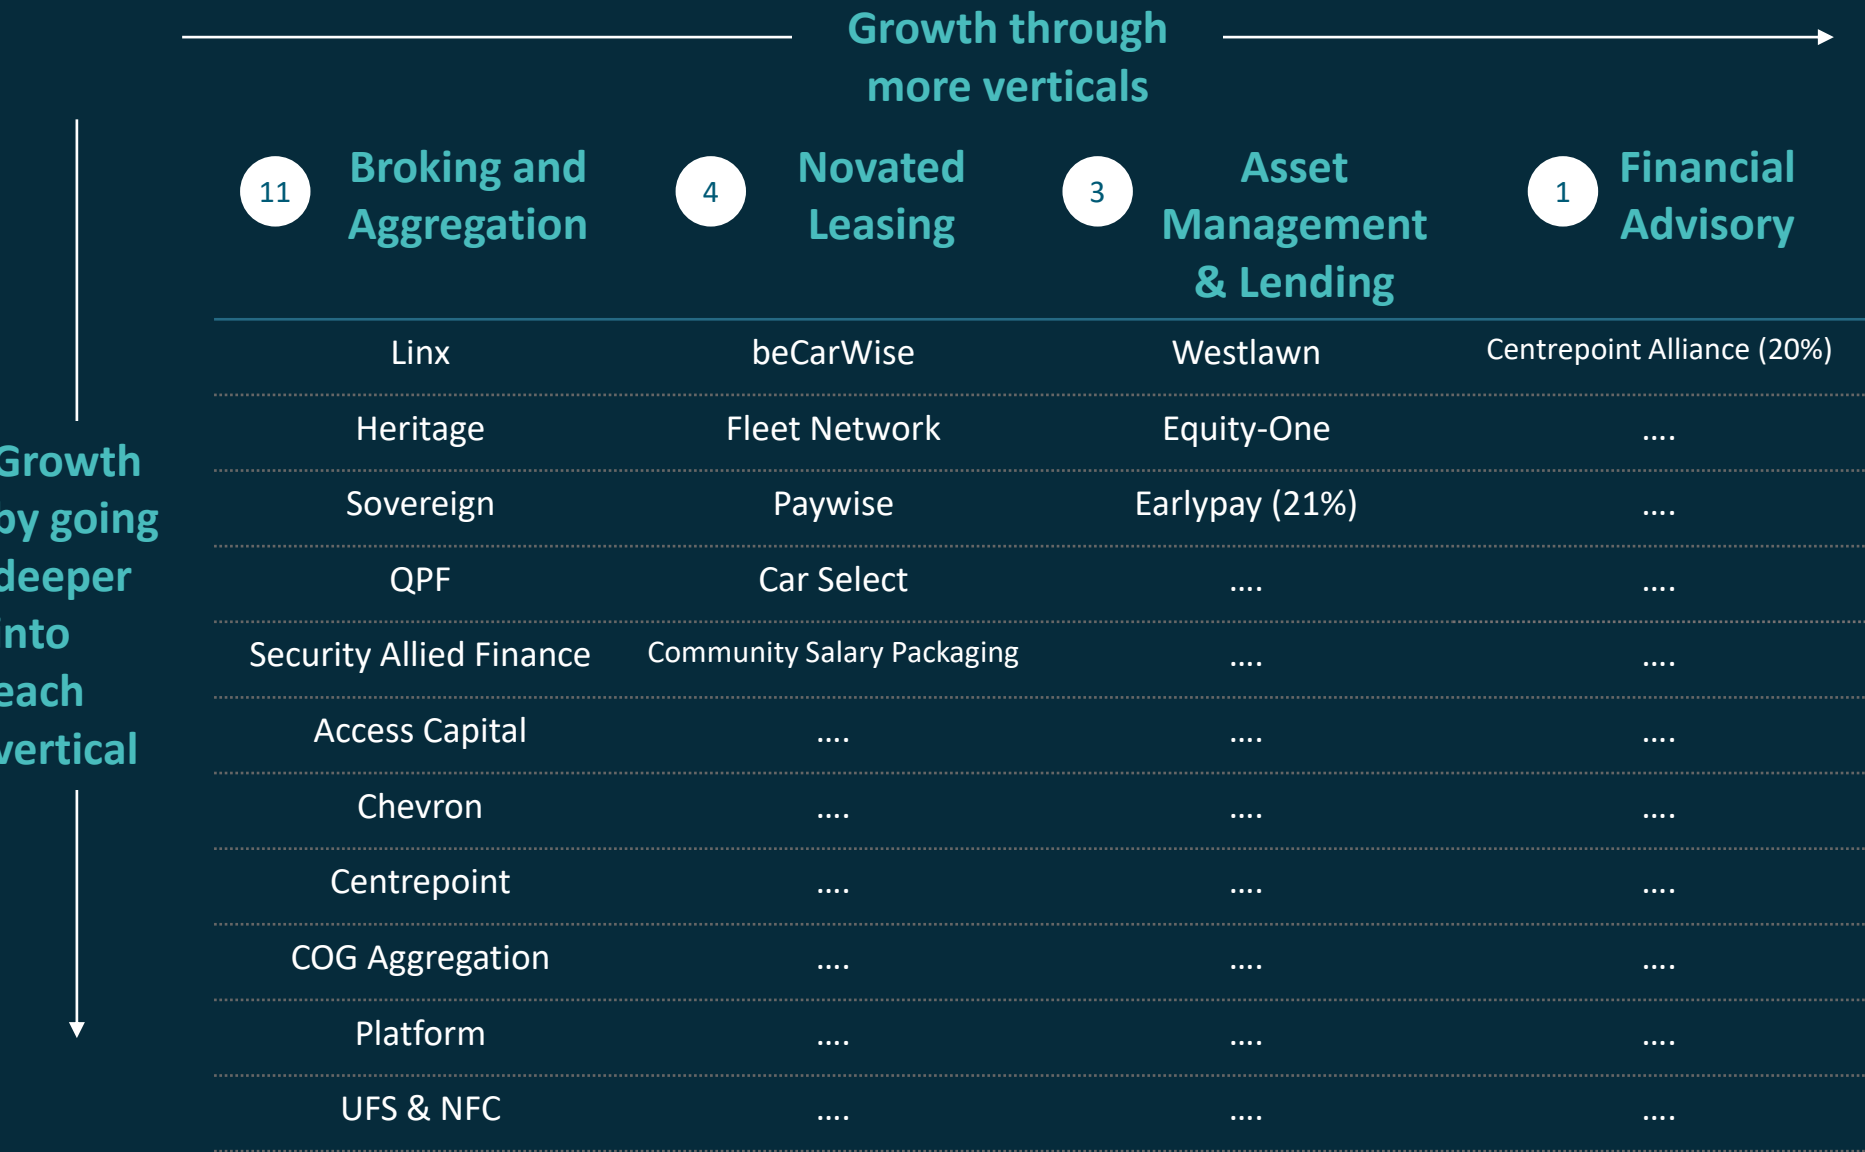 Growth through
more verticals
11
Broking and
Aggregation
4
Novated
Leasing
3
Asset
Management
& Lending
1
Financial
Advisory
Growth
by going
deeper
into
each
vertical
Linx beCarWise Westlawn Centrepoint Alliance (20%)
Heritage Fleet Network Equity-One ....
Sovereign Paywise Earlypay (21%) ....
QPF Car Select .... ....
Security Allied Finance Community Salary Packaging .... ....
Access Capital .... .... ....
Chevron .... .... ....
Centrepoint .... .... ....
COG Aggregation .... .... ....
Platform .... .... ....
UFS & NFC .... .... ....